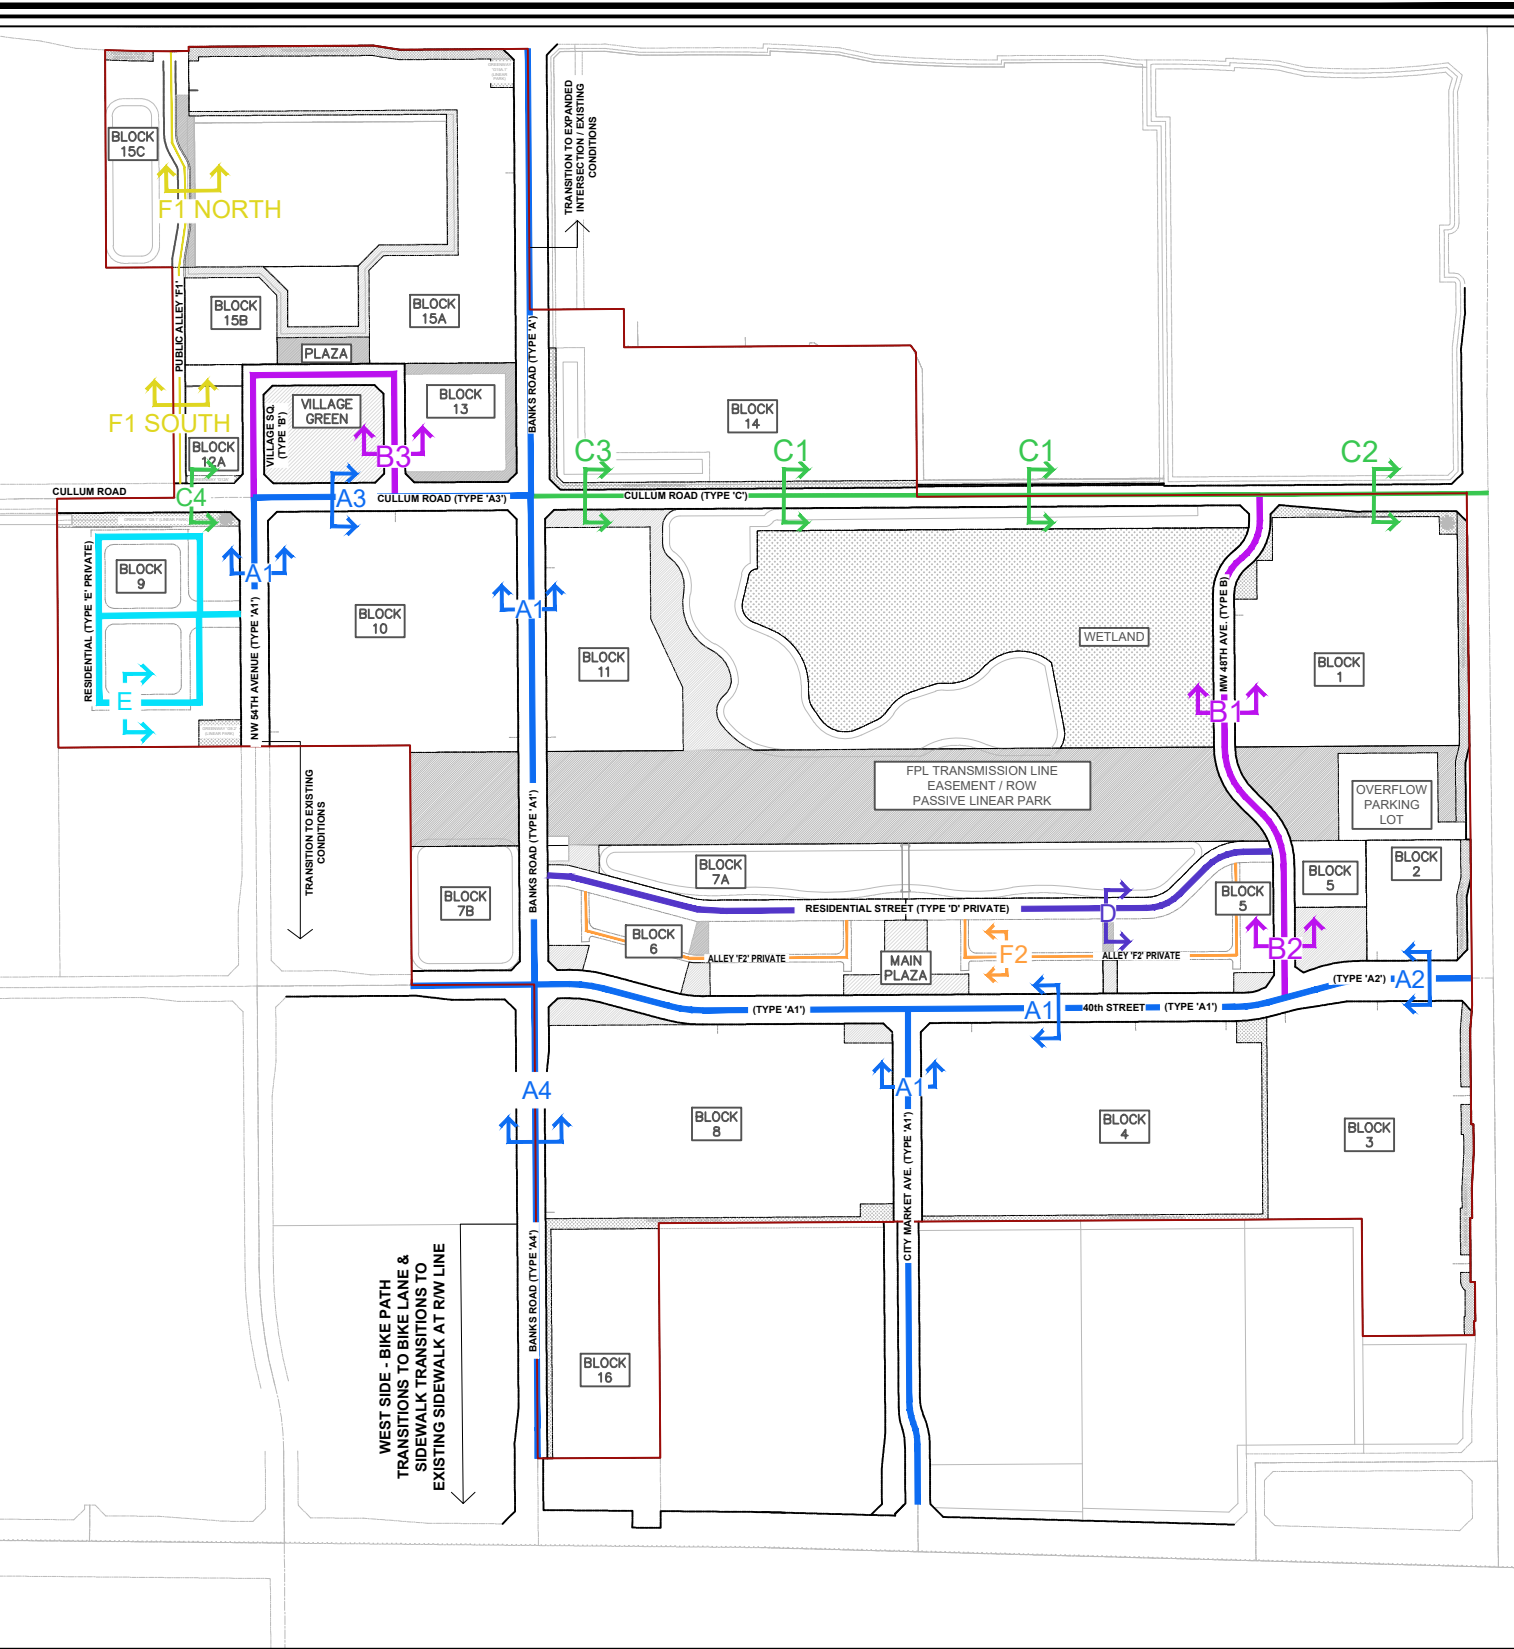 TRANSITION TO EXPANDED
INTERSECTION / EXISTING
CONDITIONS
BLOCK
15C
F1 NORTH
PUBLIC ALLEY 'F1'
BLOCK
15B
BLOCK
15A
PLAZA
BANKS ROAD (TYPE 'A')
F1 SOUTH
VILLAGE SQ.
(TYPE 'B')
VILLAGE
GREEN
BLOCK
13
BLOCK
14
BLOCK
12A
B3
C3
C1
C1
C2
CULLUM ROAD
C4
A3
CULLUM ROAD (TYPE 'A3')
CULLUM ROAD (TYPE 'C')
RESIDENTIAL (TYPE 'E' PRIVATE)
BLOCK
9
A1
NW 54TH AVENUE (TYPE 'A1')
BLOCK
10
A1
BLOCK
11
WETLAND
MW 48TH AVE. (TYPE B)
BLOCK
1
E
B1
TRANSITION TO EXISTING
CONDITIONS
BANKS ROAD (TYPE 'A1')
FPL TRANSMISSION LINE
EASEMENT / ROW
PASSIVE LINEAR PARK
OVERFLOW
PARKING
LOT
BLOCK
7B
BLOCK
7A
BLOCK
5
BLOCK
5
BLOCK
2
RESIDENTIAL STREET (TYPE 'D' PRIVATE)
D
BLOCK
6
ALLEY 'F2' PRIVATE
MAIN
PLAZA
F2
ALLEY 'F2' PRIVATE
B2
(TYPE 'A2')
A2
(TYPE 'A1')
A1
40th STREET
(TYPE 'A1')
A4
A1
BLOCK
8
CITY MARKET AVE. (TYPE 'A1')
BLOCK
4
BLOCK
3
BANKS ROAD (TYPE 'A4')
WEST SIDE - BIKE PATH
TRANSITIONS TO BIKE LANE &
SIDEWALK TRANSITIONS TO
EXISTING SIDEWALK AT R/W LINE
BLOCK
16